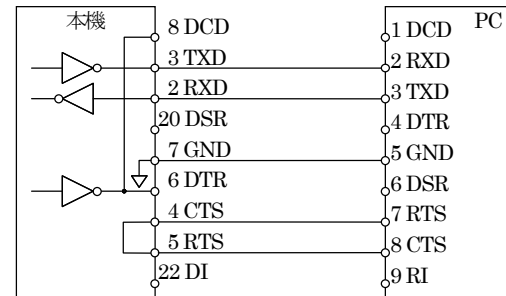 本機
8 DCD
3 TXD
2 RXD
20 DSR
7 GND
6 DTR
4 CTS
5 RTS
22 DI
PC
1 DCD
2 RXD
3 TXD
4 DTR
5 GND
6 DSR
7 RTS
8 CTS
9 RI